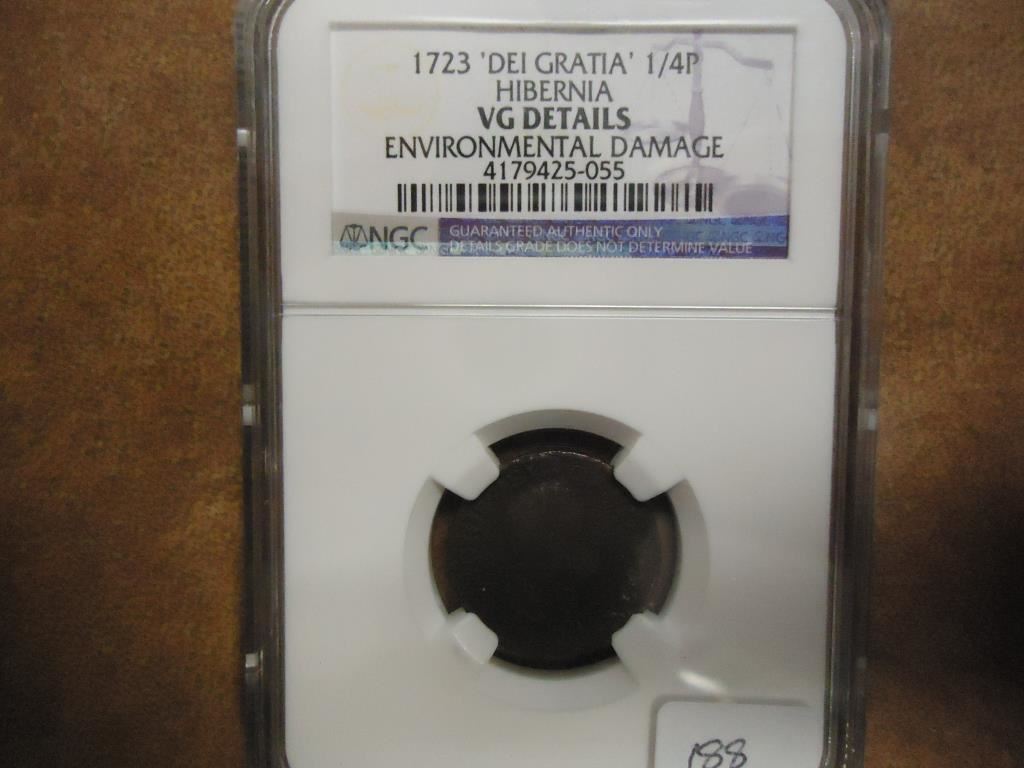 1723 'DEI GRATIA' 1/4P
HIBERNIA
VG DETAILS
ENVIRONMENTAL DAMAGE
4179425-055
NGC GUARANTEED AUTHENTIC ONLY
DETAILS GRADE DOES NOT DETERMINE VALUE
188